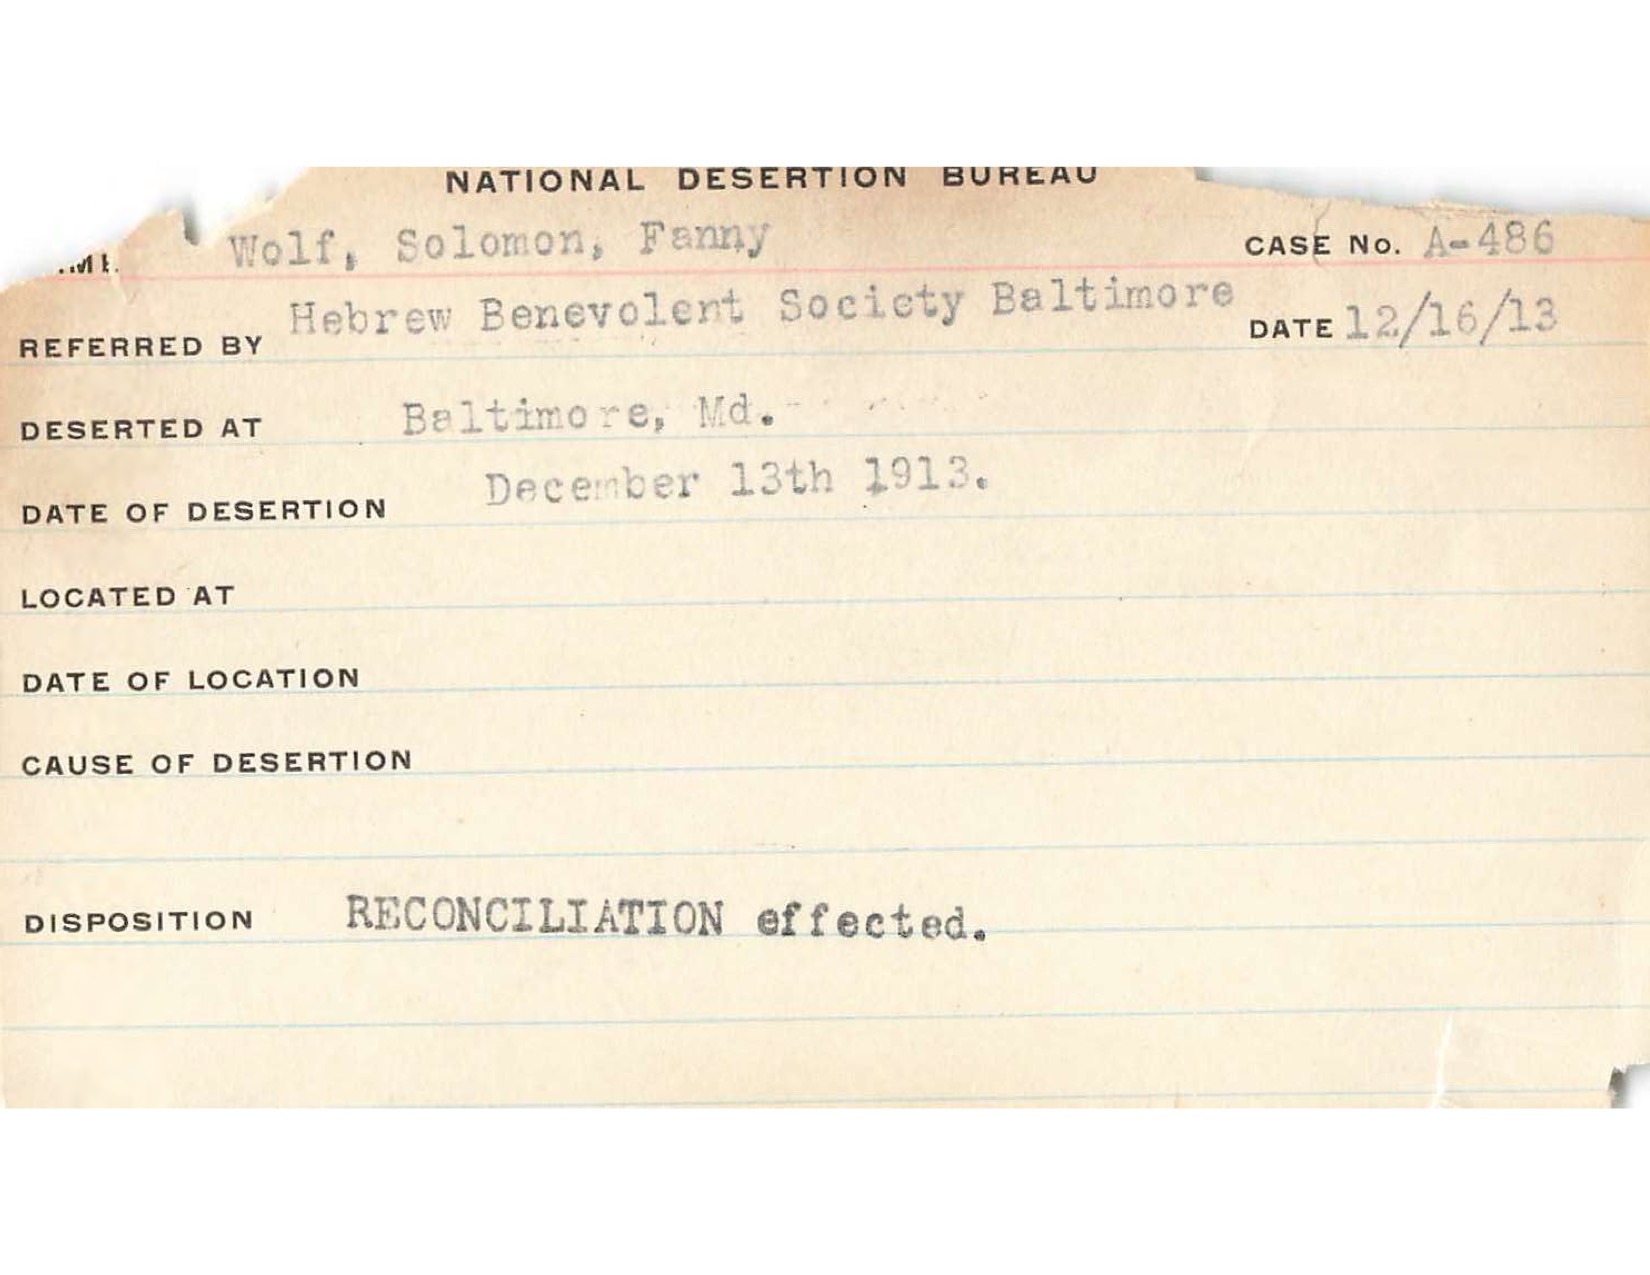 NATIONAL DESERTION BUREAU
Wolf, Solomon, Fanny CASE No. A-486
REFERRED BY Hebrew Benevolent Society Baltimore DATE 12/16/13
DESERTED AT Baltimore, Md.
DATE OF DESERTION December 13th 1913.
LOCATED AT
DATE OF LOCATION
CAUSE OF DESERTION
DISPOSITION RECONCILIATION effected.